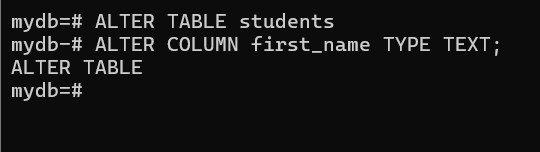 mydb=# ALTER TABLE students
mydb-# ALTER COLUMN first_name TYPE TEXT;
ALTER TABLE
mydb=#